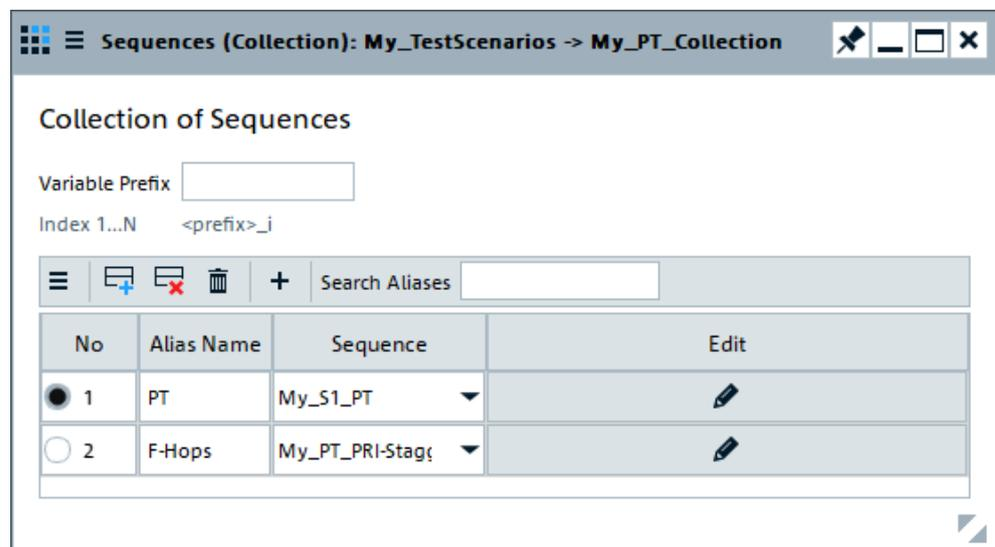 Sequences (Collection): My_TestScenarios -> My_PT_Collection
Collection of Sequences
Variable Prefix
Index 1...N <prefix>_i
Search Aliases
No Alias Name Sequence Edit
1 PT My_S1_PT
2 F-Hops My_PT_PRI-Stagg